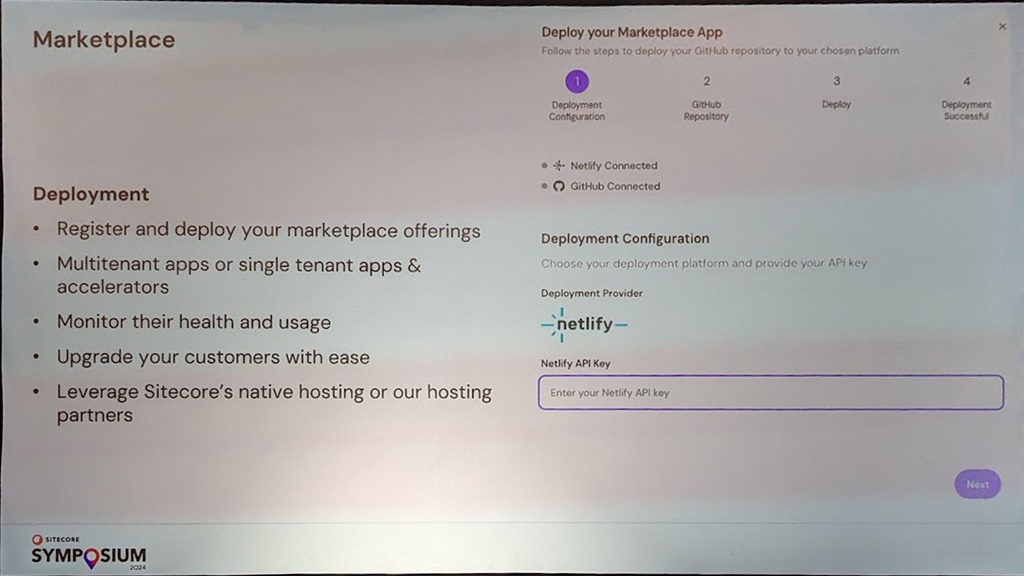 Marketplace
Deployment
• Register and deploy your marketplace offerings
• Multitenant apps or single tenant apps &
accelerators
• Monitor their health and usage
• Upgrade your customers with ease
• Leverage Sitecore's native hosting or our hosting
partners
Deploy your Marketplace App
Follow the steps to deploy your GitHub repository to your chosen platform
1
Deployment
Configuration
2
GitHub
Repository
3
Deploy
4
Deployment
Successful
Netlify Connected
GitHub Connected
Deployment Configuration
Choose your deployment platform and provide your API key
Deployment Provider
netlify
Netlify API Key
Enter your Netlify API key
Next
SITECORE
SYMPOSIUM
2024